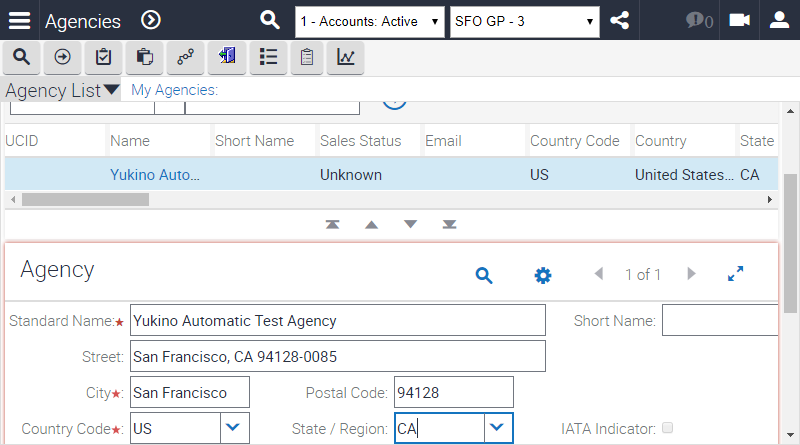 Agencies 1 - Accounts: Active SFO GP - 3 0
Agency List My Agencies:
UCID Name Short Name Sales Status Email Country Code Country State
Yukino Auto... Unknown US United States... CA
Agency 1 of 1
Standard Name:★ Yukino Automatic Test Agency Short Name:
Street: San Francisco, CA 94128-0085
City★: San Francisco Postal Code: 94128
Country Code★: US State / Region: CA IATA Indicator: